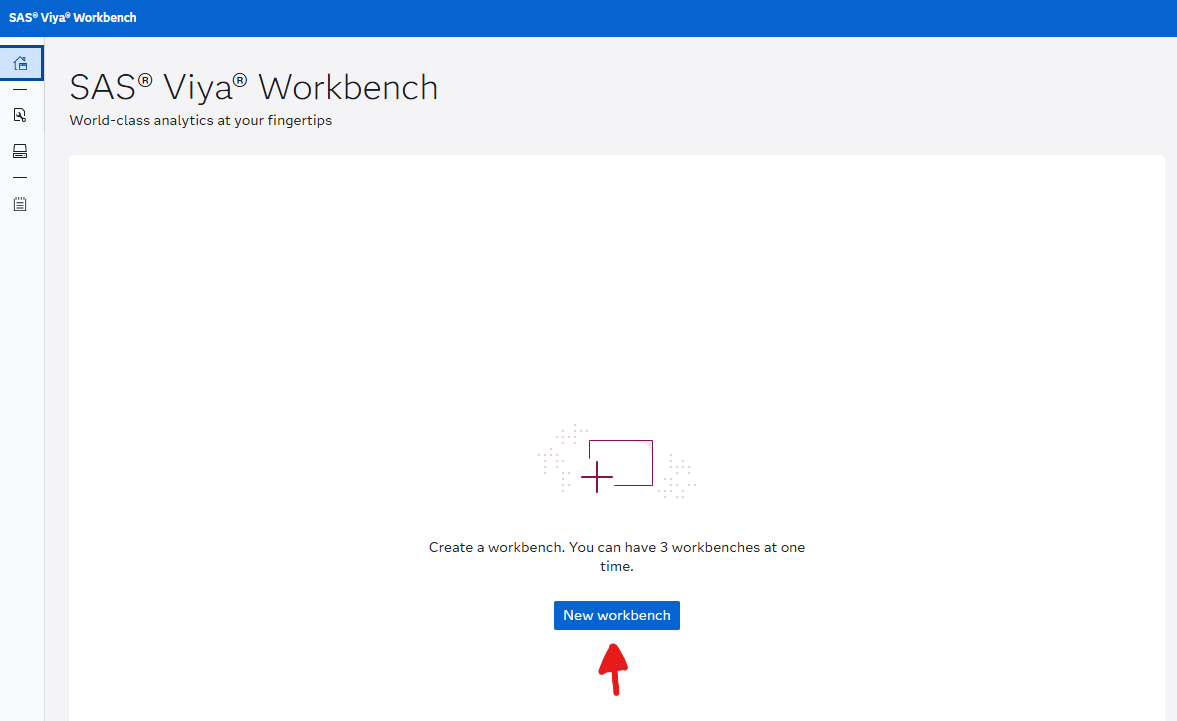 SAS® Viya® Workbench
SAS® Viya® Workbench
World-class analytics at your fingertips
Create a workbench. You can have 3 workbenches at one
time.
New workbench